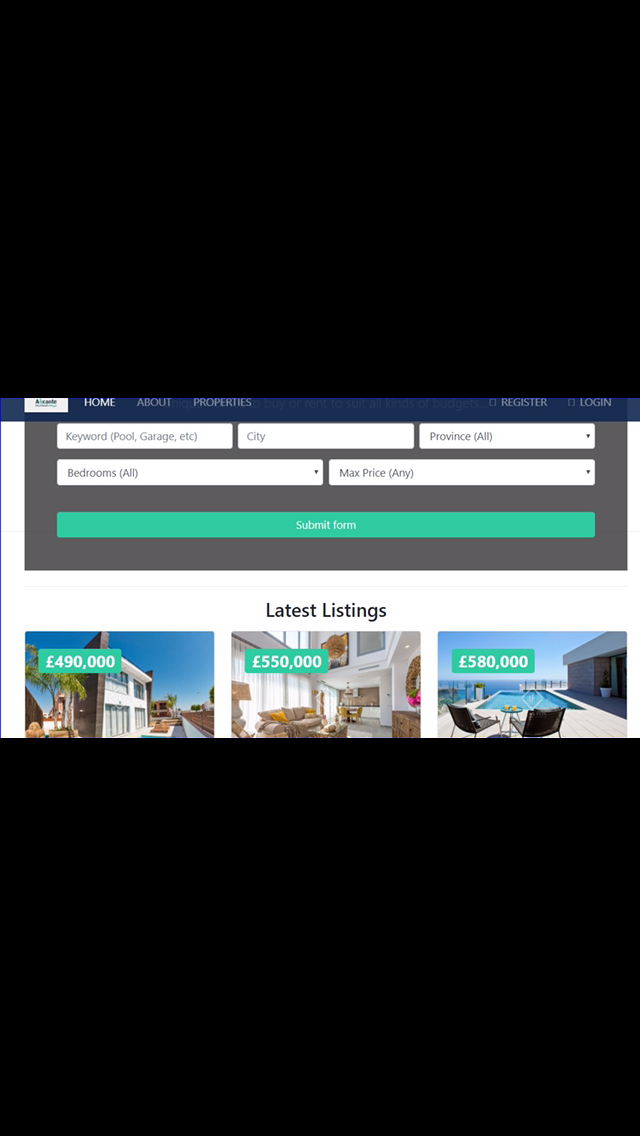 Alicante
HOME ABOUT PROPERTIES REGISTER LOGIN
to buy or rent to suit all kinds of budgets...
Keyword (Pool, Garage, etc) City Province (All)
Bedrooms (All) Max Price (Any)
Submit form
Latest Listings
£490,000 £550,000 £580,000